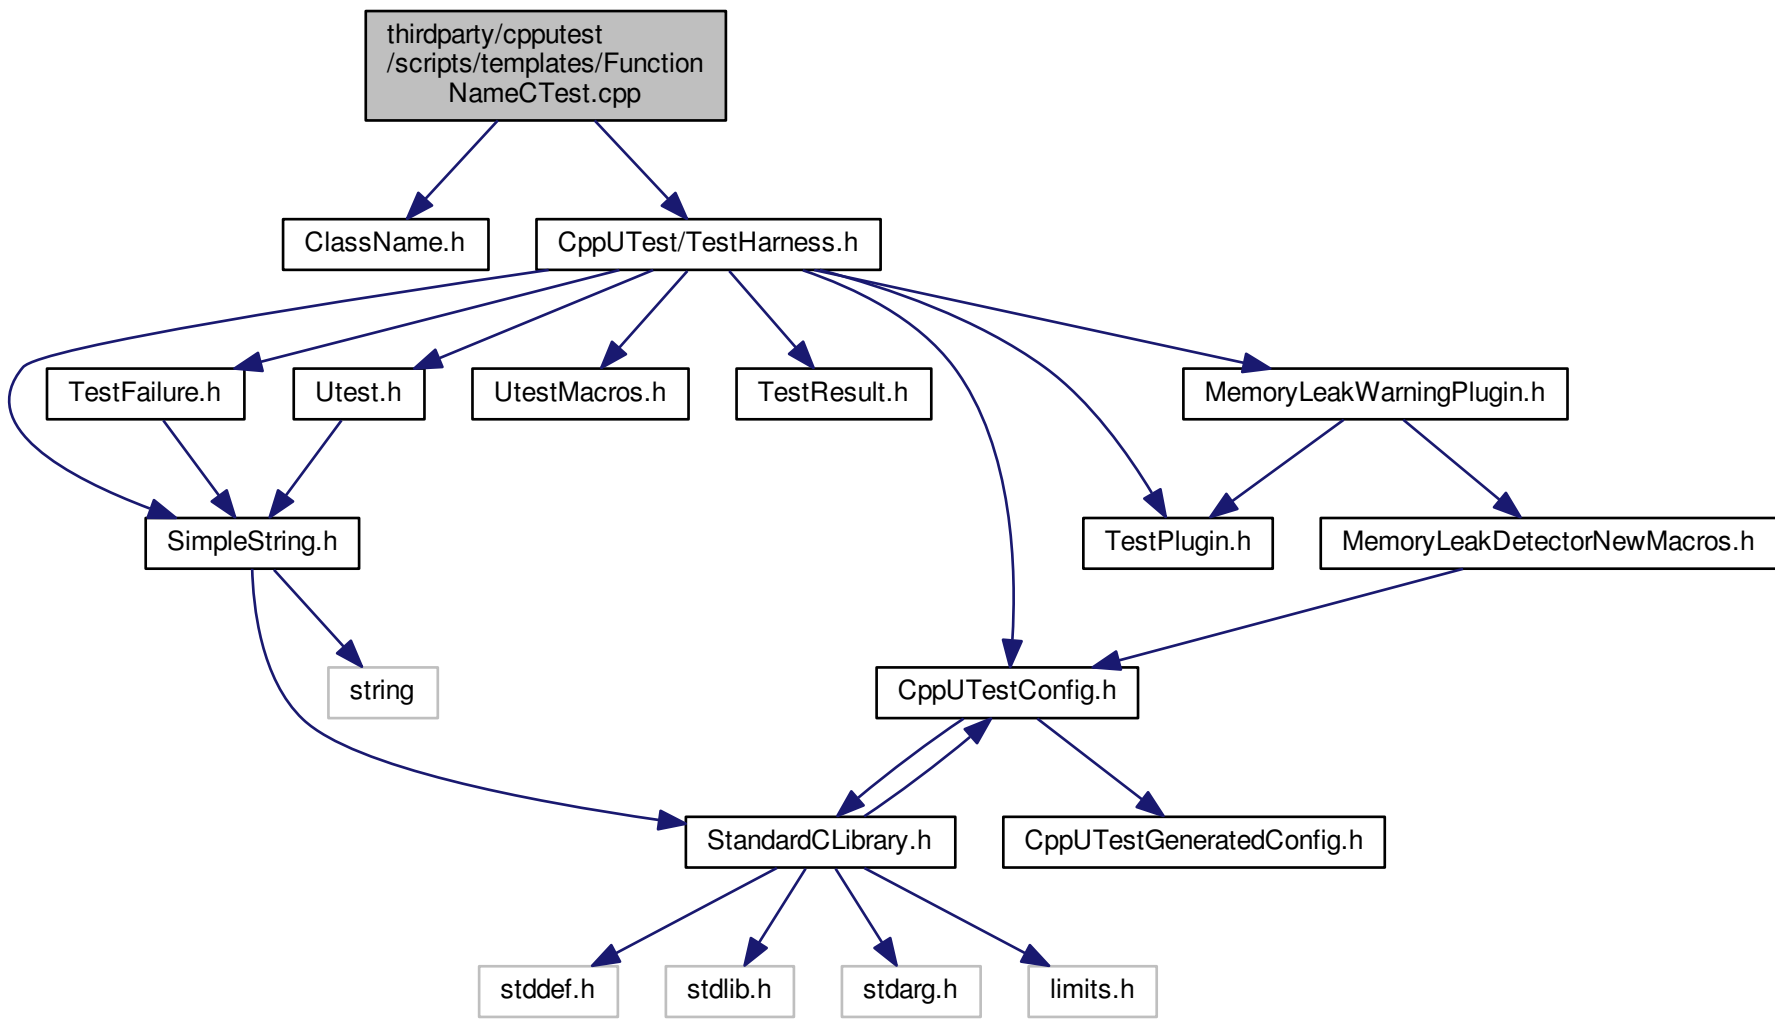 thirdparty/cpputest
/scripts/templates/Function
NameCTest.cpp
ClassName.h
CppUTest/TestHarness.h
TestFailure.h
Utest.h
UtestMacros.h
TestResult.h
MemoryLeakWarningPlugin.h
SimpleString.h
TestPlugin.h
MemoryLeakDetectorNewMacros.h
string
CppUTestConfig.h
StandardCLibrary.h
CppUTestGeneratedConfig.h
stddef.h
stdlib.h
stdarg.h
limits.h